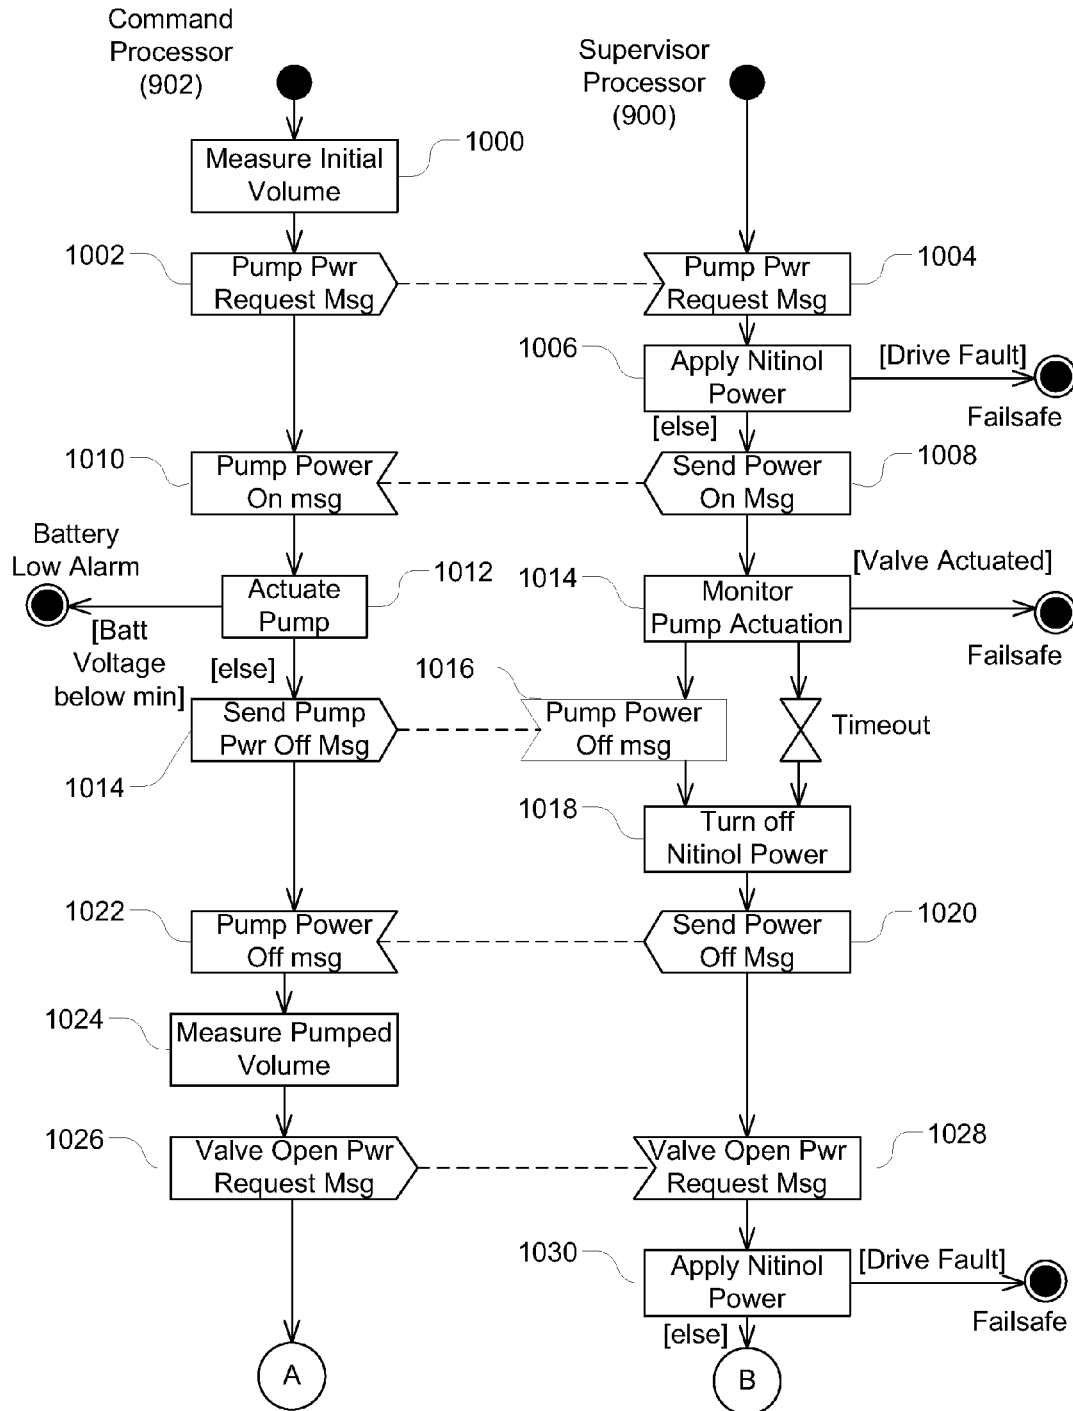 Command
Processor
(902)
Supervisor
Processor
(900)
1000
Measure Initial
Volume
1002
Pump Pwr
Request Msg
Pump Pwr
Request Msg
1004
1006
Apply Nitinol
Power
[Drive Fault]
Failsafe
[else]
1010
Pump Power
On msg
Send Power
On Msg
1008
Battery
Low Alarm
Actuate
Pump
1012
1014
Monitor
Pump Actuation
[Valve Actuated]
Failsafe
[Batt
Voltage
below min]
[else]
1016
Send Pump
Pwr Off Msg
1014
Pump Power
Off msg
Timeout
1018
Turn off
Nitinol Power
1022
Pump Power
Off msg
Send Power
Off Msg
1020
1024
Measure Pumped
Volume
1026
Valve Open Pwr
Request Msg
Valve Open Pwr
Request Msg
1028
1030
Apply Nitinol
Power
[Drive Fault]
Failsafe
[else]
A
B